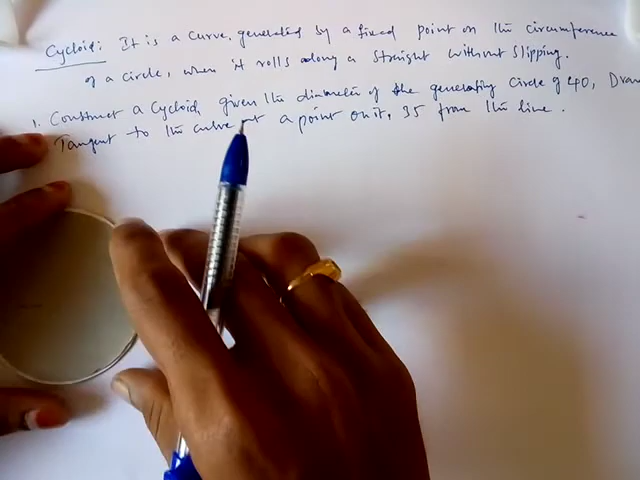 Cycloid: It is a curve, generated by a fixed point on the circumference
of a circle, when it rolls along a straight without slipping.
1. Construct a cycloid given the diameter of the generating circle of 40, Draw
Tangent to the curve at a point on it, 35 from the line.